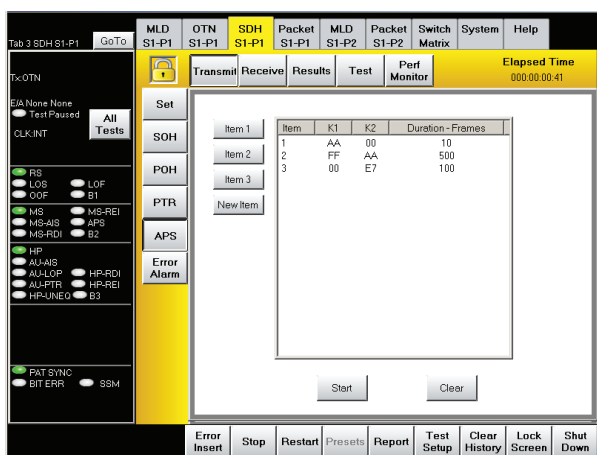 MLD S1-P1
OTN S1-P1
SDH S1-P1
Packet S1-P1
MLD S1-P2
Packet S1-P2
Switch Matrix
System
Help
Tab 3 SDH S1-P1
GoTo
Tx:OTN
E/A None None
Test Paused
CLK:INT
All Tests
RS
LOS
LOF
OOF
B1
MS
MS-REI
MS-AIS
APS
MS-RDI
B2
HP
AU-AIS
AU-LOP
HP-RDI
AU-PTR
HP-REI
HP-UNEQ
B3
PAT SYNC
BIT ERR
SSM
Transmit
Receive
Results
Test
Perf Monitor
Elapsed Time
000:00:00:41
Set
SOH
POH
PTR
APS
Error Alarm
Item 1
Item 2
Item 3
New Item
Item K1 K2 Duration - Frames
1 AA 00 10
2 FF AA 500
3 00 E7 100
Start
Clear
Error Insert
Stop
Restart
Presets
Report
Test Setup
Clear History
Lock Screen
Shut Down